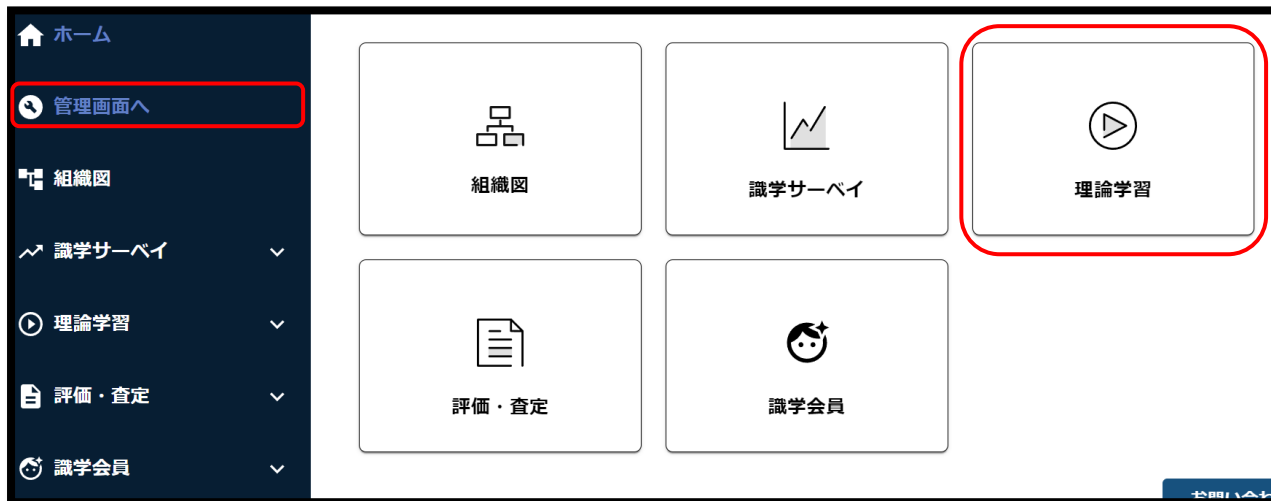 ホーム
管理画面へ
組織図
識学サーベイ
理論学習
評価・査定
識学会員
組織図
識学サーベイ
理論学習
評価・査定
識学会員